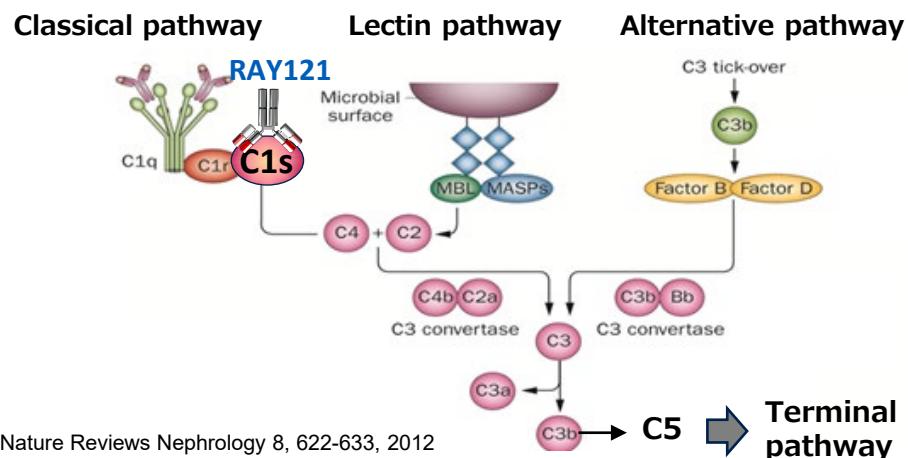 Classical pathway
Lectin pathway
Alternative pathway
RAY121
C1q
C1r
C1s
Microbial
surface
MBL
MASPs
C3 tick-over
C3b
Factor B
Factor D
C4 + C2
C4b C2a
C3 convertase
C3b Bb
C3 convertase
C3
C3a
C3b
C5
Terminal
pathway
Nature Reviews Nephrology 8, 622-633, 2012